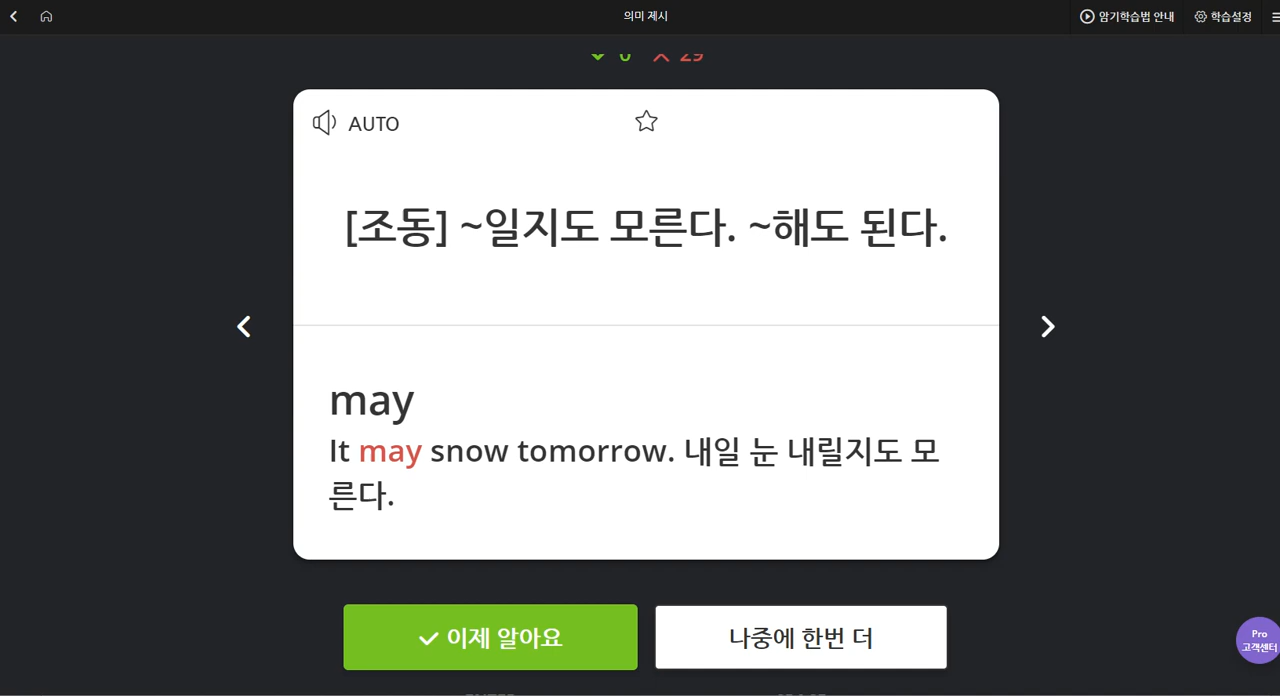 의미 제시
암기학습법 안내
학습설정
AUTO
[조동] ~일지도 모른다. ~해도 된다.
may
It may snow tomorrow. 내일 눈 내릴지도 모
른다.
이제 알아요
나중에 한번 더
Pro
고객센터